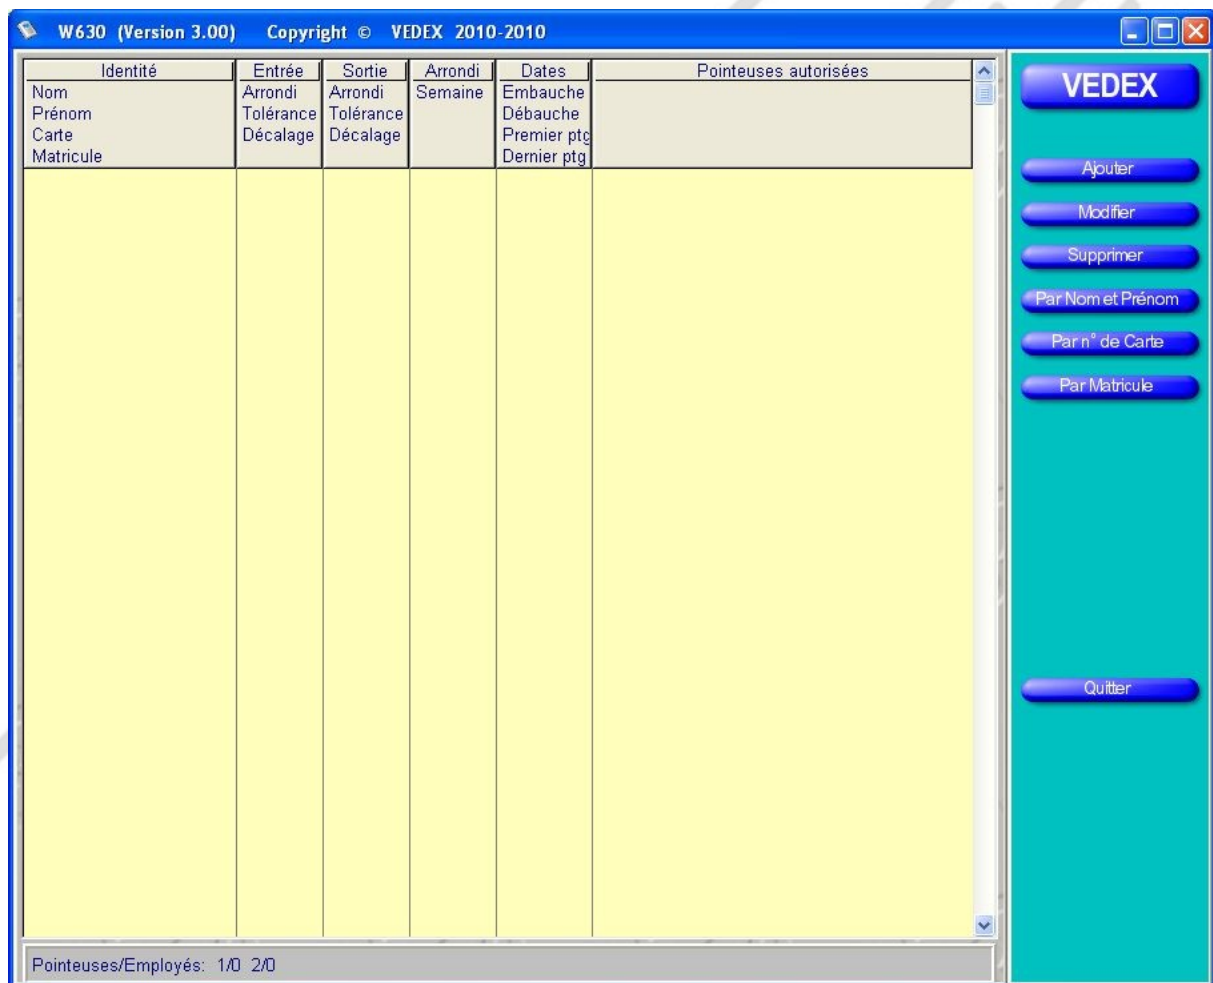 W630 (Version 3.00) Copyright © VEDEX 2010-2010
Identité Entrée Sortie Arrondi Dates Pointeuses autorisées
Nom Arrondi Arrondi Semaine Embauche
Prénom Tolérance Tolérance Débauche
Carte Décalage Décalage Premier ptg
Matricule Dernier ptg
VEDEX
Ajouter
Modifier
Supprimer
Par Nom et Prénom
Par n° de Carte
Par Matricule
Quitter
Pointeuses/Employés: 1/0 2/0